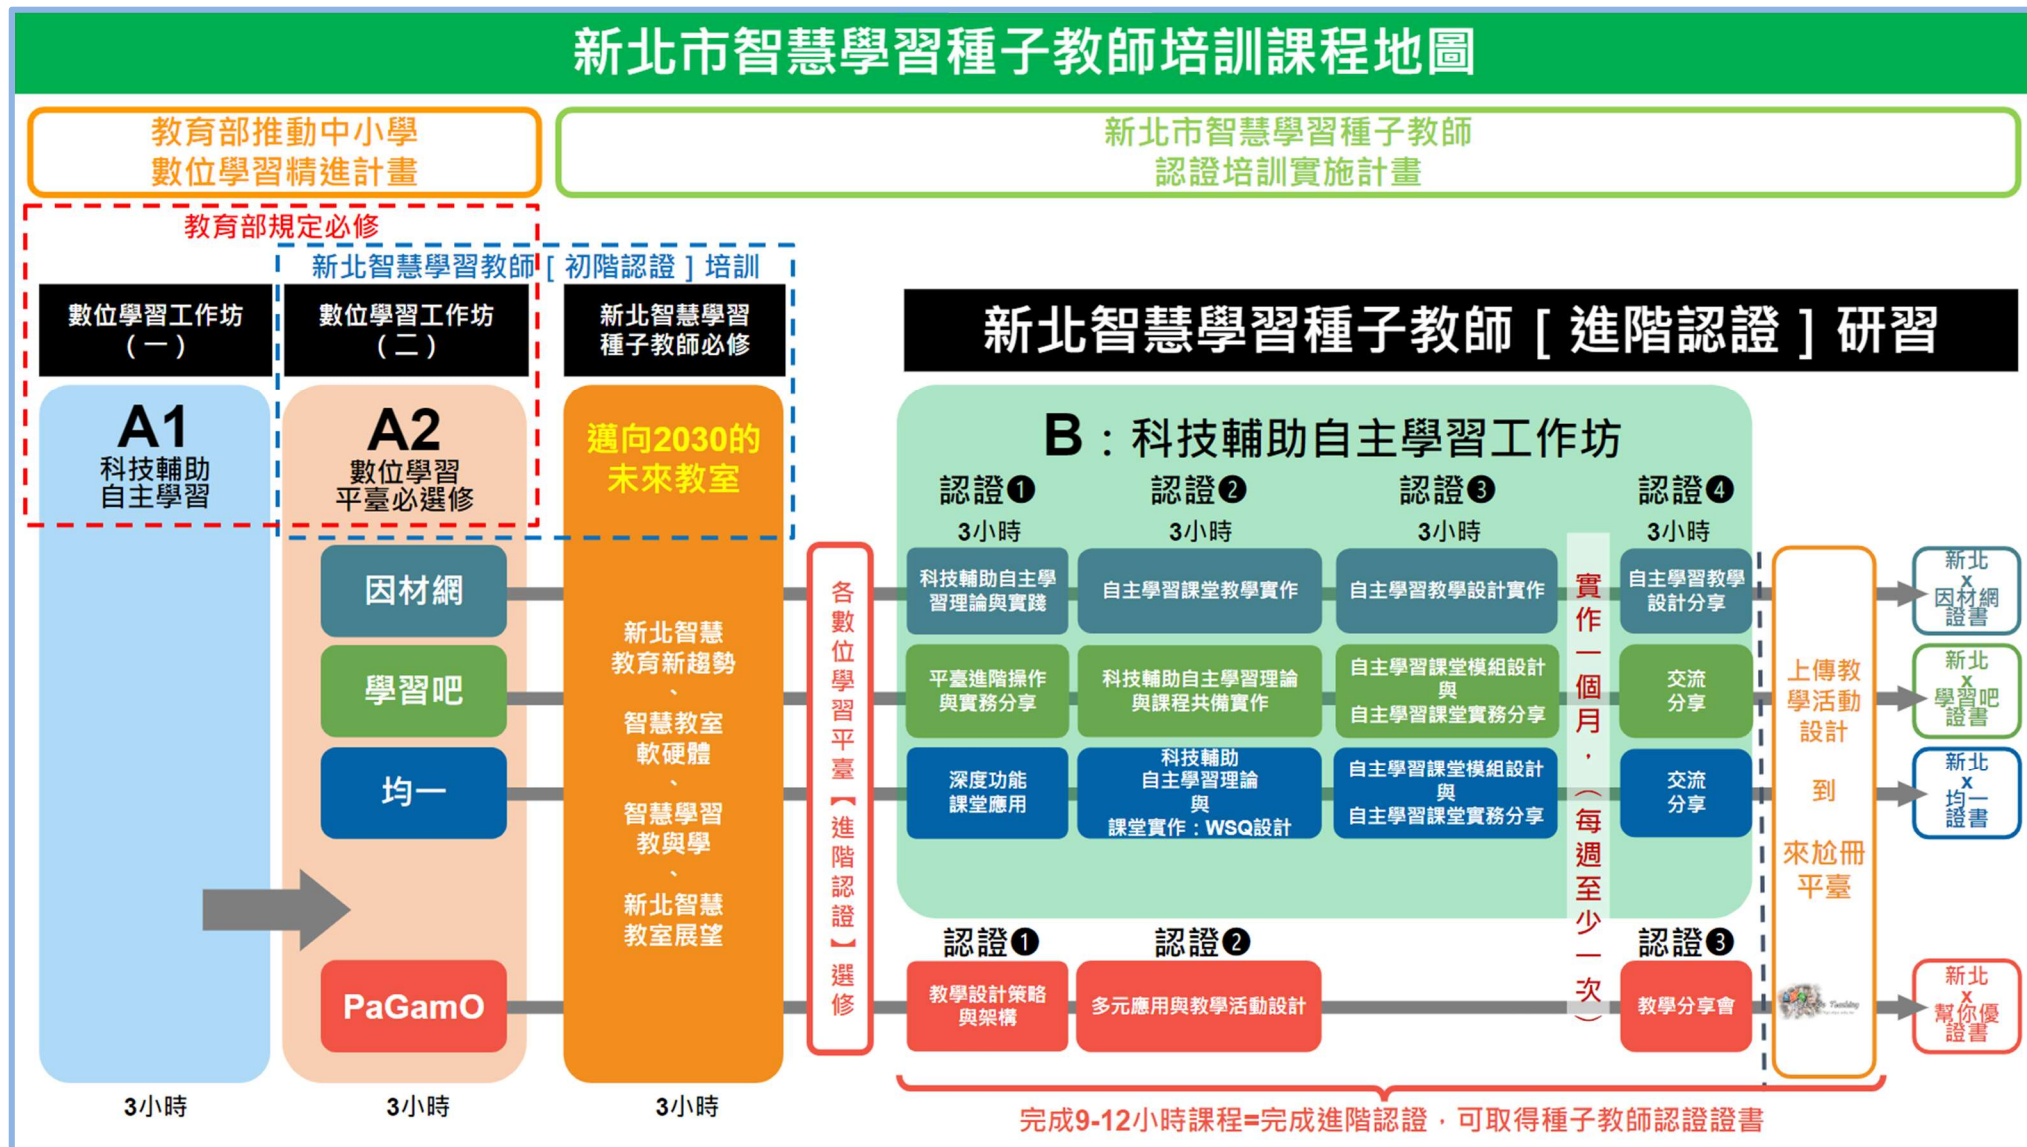 新北市智慧學習種子教師培訓課程地圖
教育部推動中小學
數位學習精進計畫
新北市智慧學習種子教師
認證培訓實施計畫
教育部規定必修
新北智慧學習教師[初階認證]培訓
數位學習工作坊
(一)
數位學習工作坊
(二)
新北智慧學習
種子教師必修
新北智慧學習種子教師[進階認證]研習
A1
科技輔助
自主學習
3小時
A2
數位學習
平臺必選修
因材網
學習吧
均一
PaGamO
3小時
邁向2030的
未來教室
新北智慧
教育新趨勢
、
智慧教室
軟硬體
、
智慧學習
教與學
、
新北智慧
教室展望
3小時
各數位學習平臺【進階認證】選修
B:科技輔助自主學習工作坊
認證❶
3小時
認證❷
3小時
認證❸
3小時
認證❹
3小時
科技輔助自主學
習理論與實踐
自主學習課堂教學實作
自主學習教學設計實作
自主學習教學
設計分享
平臺進階操作
與實務分享
科技輔助自主學習理論
與課程共備實作
自主學習課堂模組設計
與
自主學習課堂實務分享
交流
分享
深度功能
課堂應用
科技輔助
自主學習理論
與
課堂實作:WSQ設計
自主學習課堂模組設計
與
自主學習課堂實務分享
交流
分享
實作一個月,(每週至少一次)
認證❶
認證❷
認證❸
教學設計策略
與架構
多元應用與教學活動設計
教學分享會
上傳教
學活動
設計
到
來尬冊
平臺
新北
x
因材網
證書
新北
x
學習吧
證書
新北
x
均一
證書
新北
x
幫你優
證書
完成9-12小時課程=完成進階認證,可取得種子教師認證證書